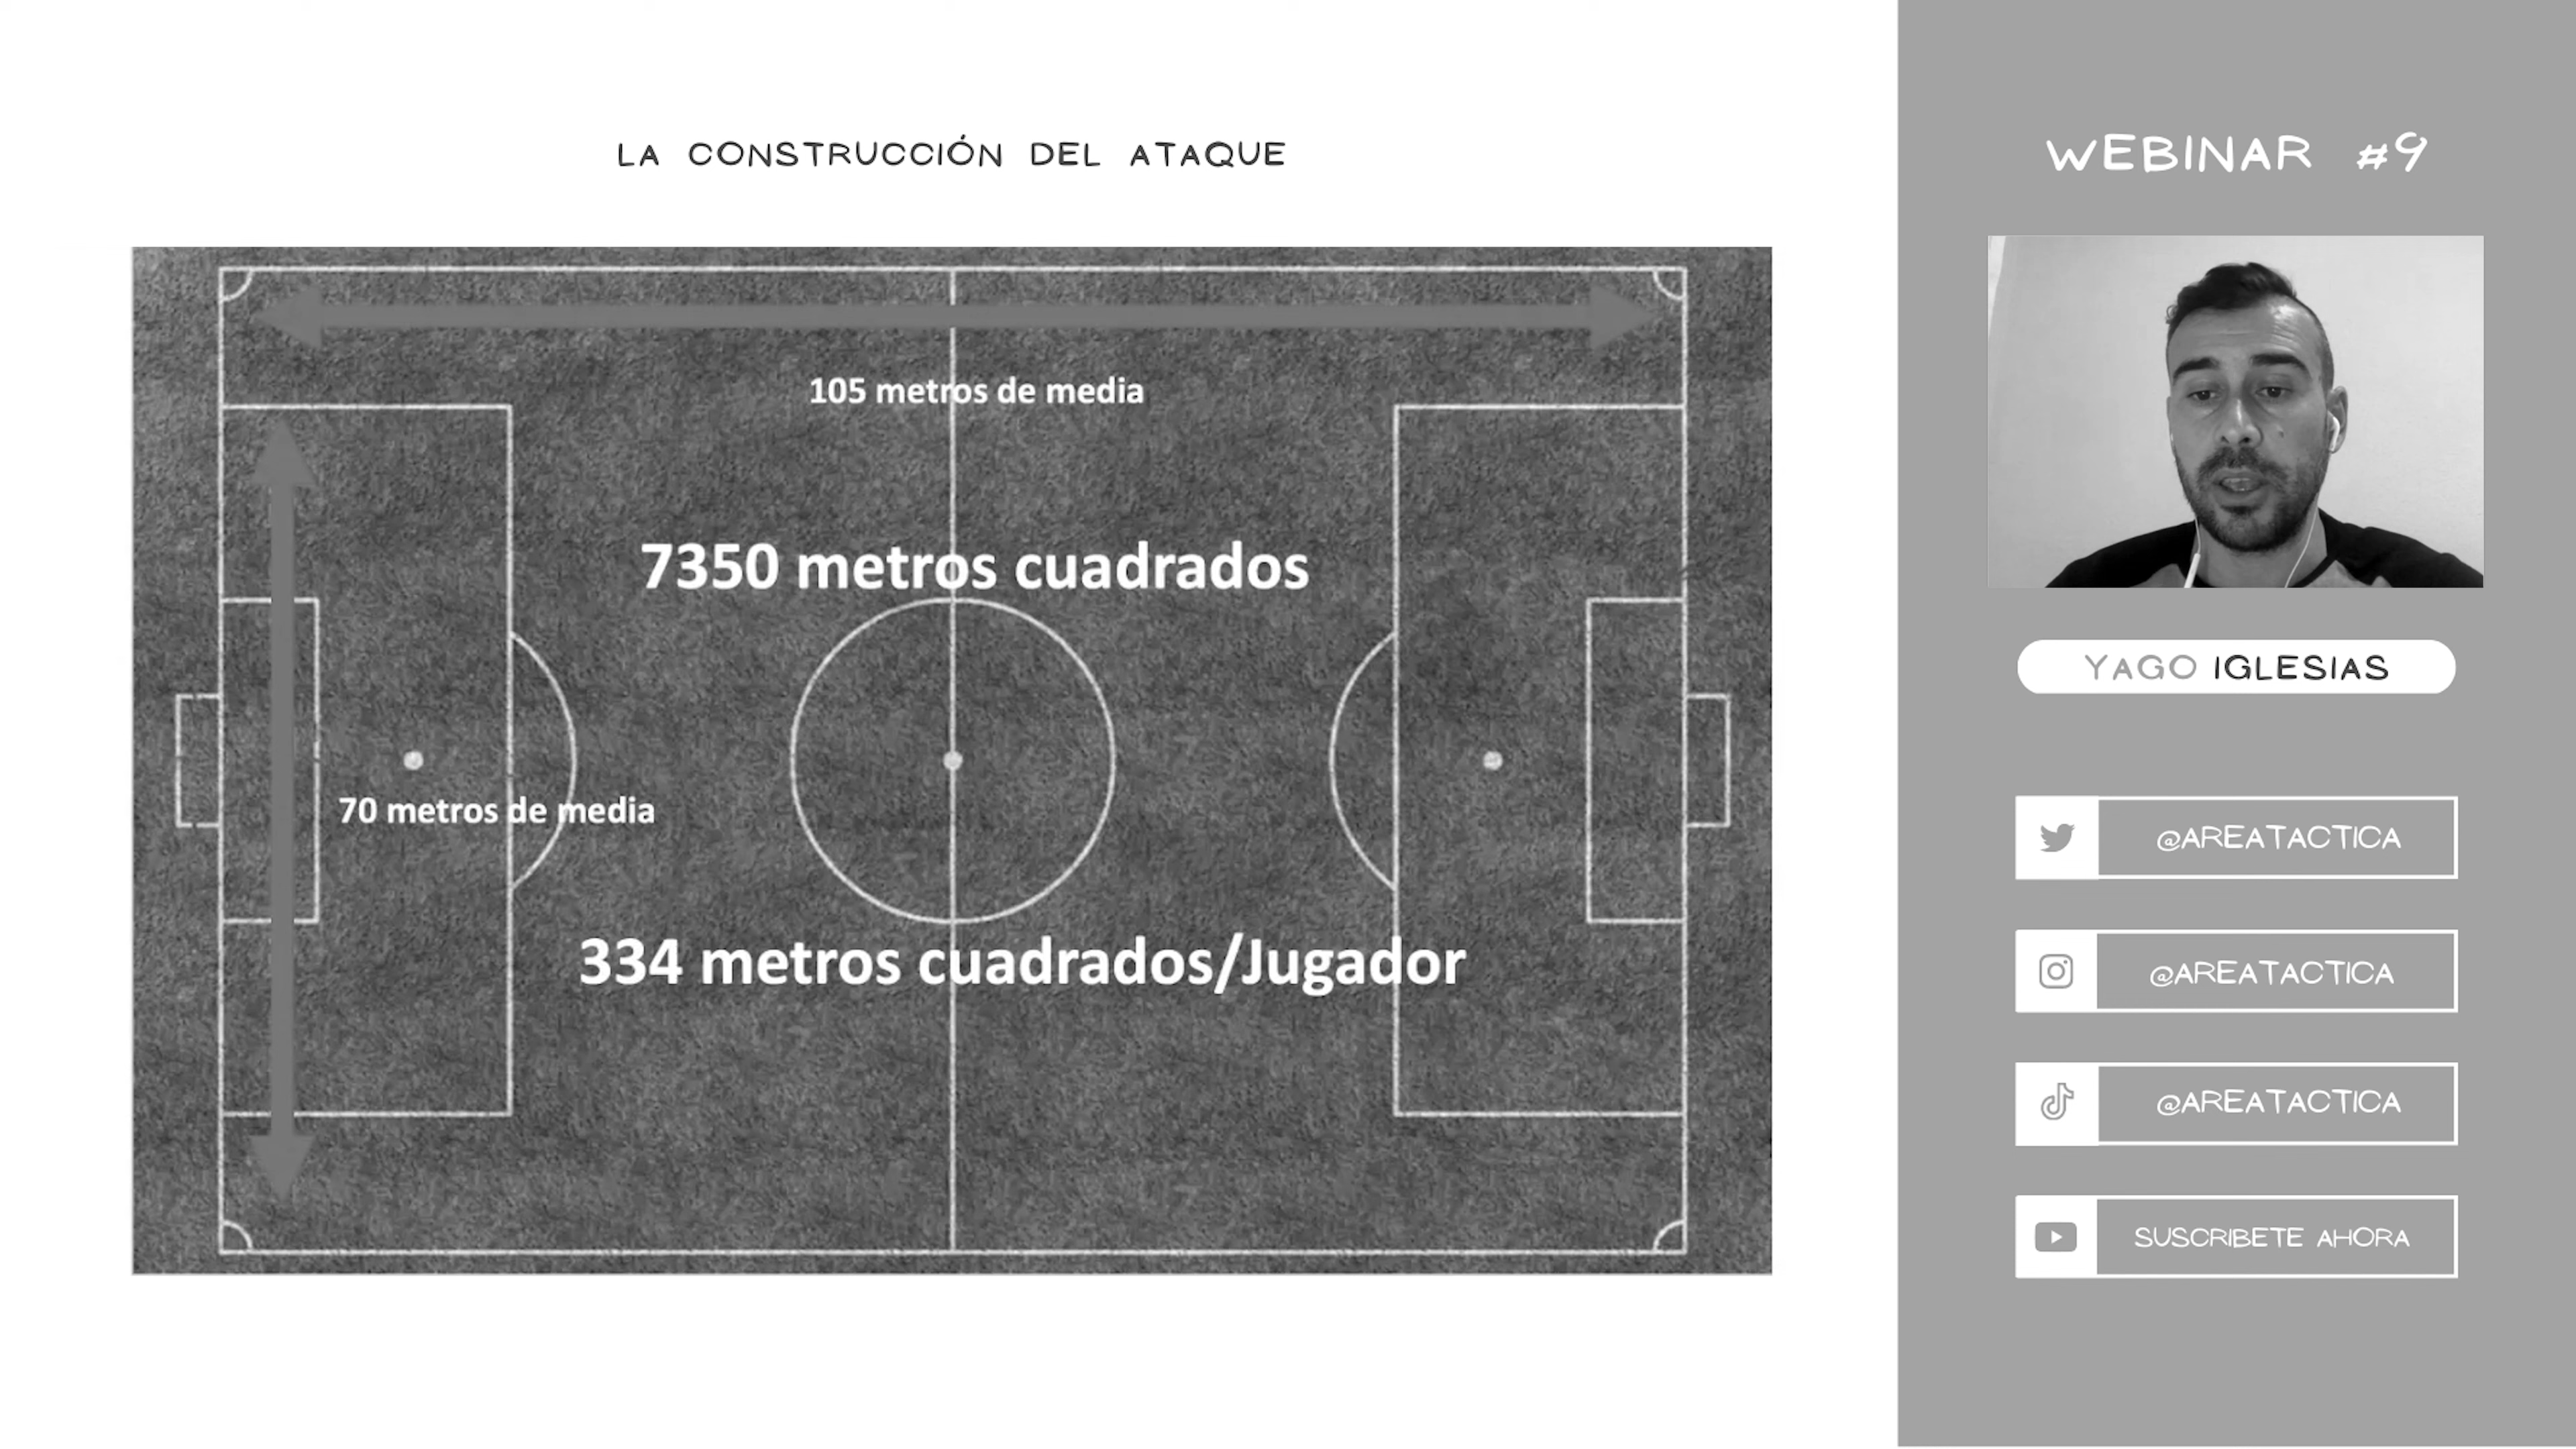 LA CONSTRUCCIÓN DEL ATAQUE
105 metros de media
7350 metros cuadrados
70 metros de media
334 metros cuadrados/Jugador
WEBINAR #9
YAGO IGLESIAS
@AREATACTICA
@AREATACTICA
@AREATACTICA
SUSCRIBETE AHORA